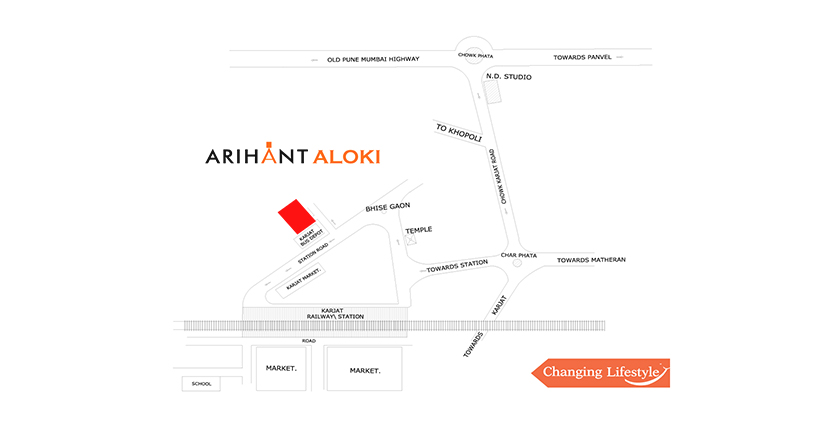 CHOWK PHATA
OLD PUNE MUMBAI HIGHWAY
TOWARDS PANVEL
N.D. STUDIO
TO KHOPOLI
ARIHANT ALOKI
CHOWK KARJAT ROAD
BHISE GAON
TEMPLE
KARJAT
BUS DEPOT
STATION ROAD
CHAR PHATA
TOWARDS MATHERAN
TOWARDS STATION
KARJAT MARKET.
KARJAT
RAILWAY\ STATION
TOWARDS KARJAT
ROAD
MARKET.
MARKET.
SCHOOL
Changing Lifestyle